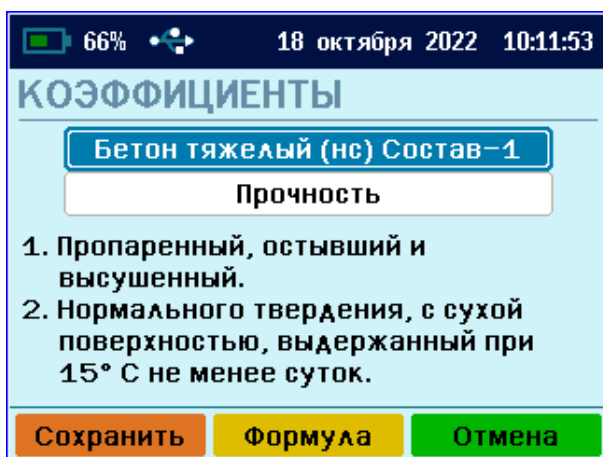 66% 18 октября 2022 10:11:53
КОЭФФИЦИЕНТЫ
Бетон тяжелый (нс) Состав-1
Прочность
1. Пропаренный, остывший и
высушенный.
2. Нормального твердения, с сухой
поверхностью, выдержанный при
15° С не менее суток.
Сохранить Формула Отмена